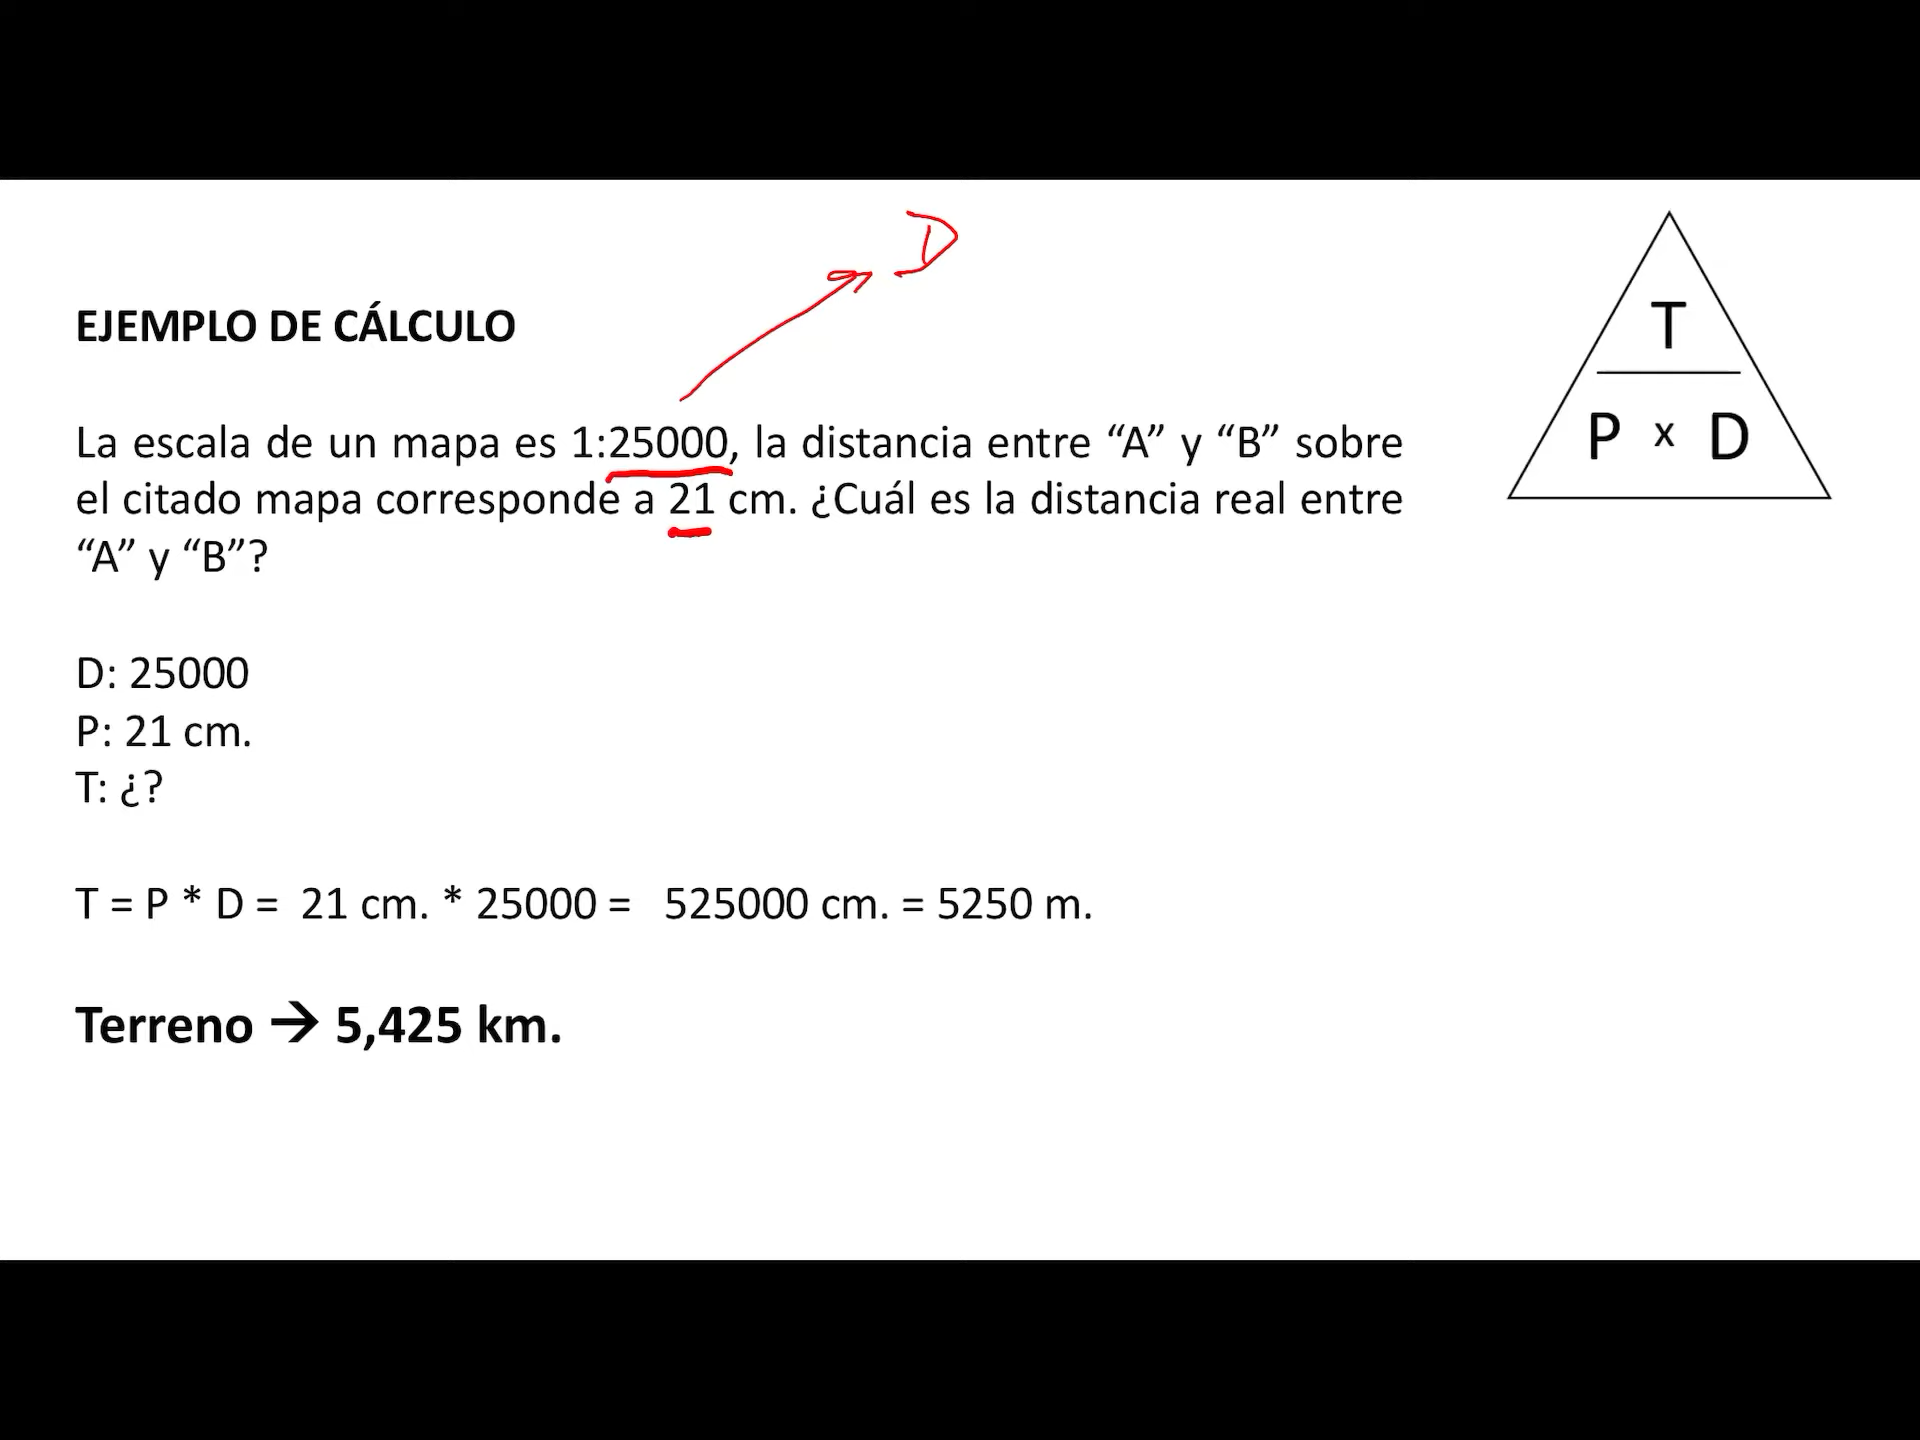 D
T
P x D
EJEMPLO DE CÁLCULO
La escala de un mapa es 1:25000, la distancia entre “A” y “B” sobre
el citado mapa corresponde a 21 cm. ¿Cuál es la distancia real entre
“A” y “B”?
D: 25000
P: 21 cm.
T: ¿?
T = P * D = 21 cm. * 25000 = 525000 cm. = 5250 m.
Terreno → 5,425 km.